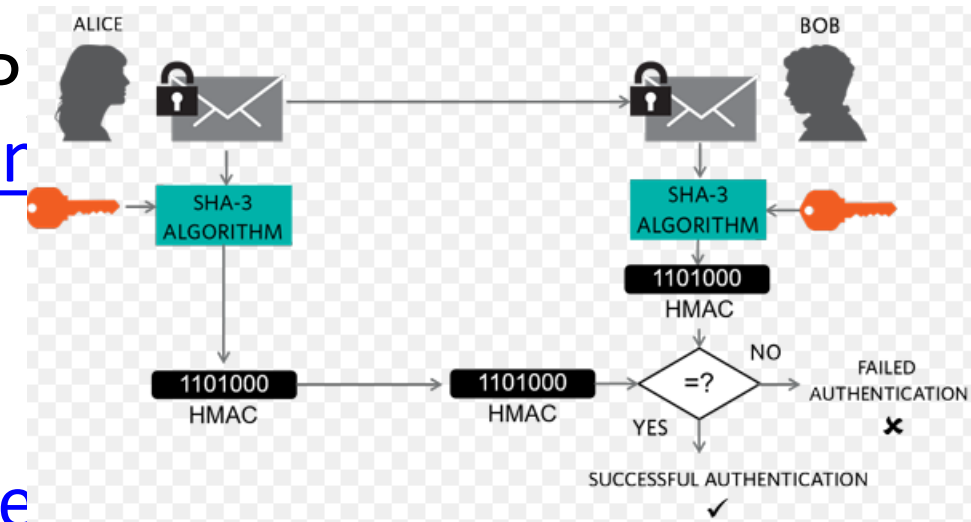 ALICE
BOB
P
r
SHA-3
ALGORITHM
SHA-3
ALGORITHM
1101000
HMAC
1101000
HMAC
1101000
HMAC
=?
NO
YES
FAILED
AUTHENTICATION
SUCCESSFUL AUTHENTICATION
e